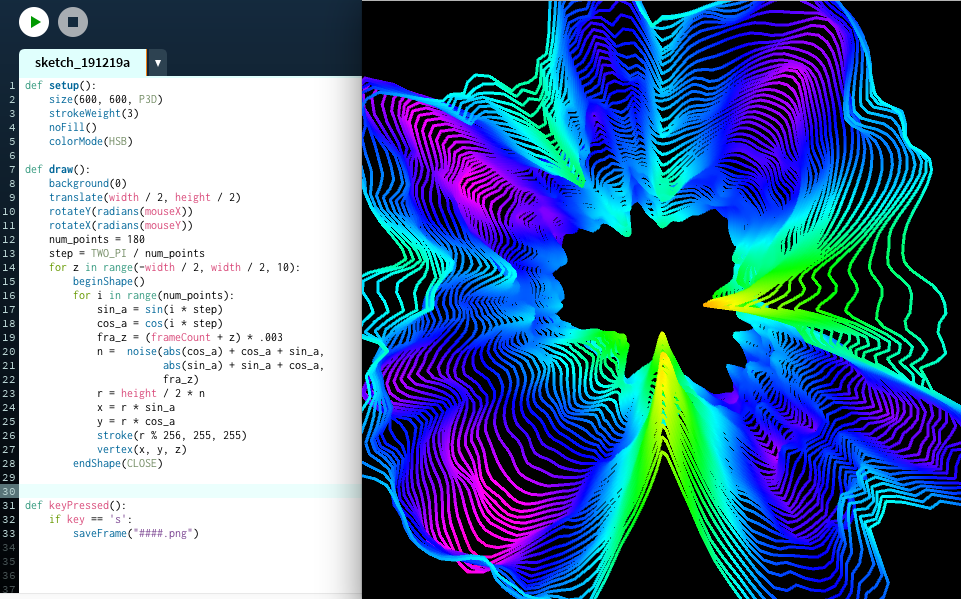 sketch_191219a ▼
1 def setup():
2     size(600, 600, P3D)
3     strokeWeight(3)
4     noFill()
5     colorMode(HSB)
6
7 def draw():
8     background(0)
9     translate(width / 2, height / 2)
10     rotateY(radians(mouseX))
11     rotateX(radians(mouseY))
12     num_points = 180
13     step = TWO_PI / num_points
14     for z in range(-width / 2, width / 2, 10):
15         beginShape()
16         for i in range(num_points):
17             sin_a = sin(i * step)
18             cos_a = cos(i * step)
19             fra_z = (frameCount + z) * .003
20             n =  noise(abs(cos_a) + cos_a + sin_a,
21                        abs(sin_a) + sin_a + cos_a,
22                        fra_z)
23             r = height / 2 * n
24             x = r * sin_a
25             y = r * cos_a
26             stroke(r % 256, 255, 255)
27             vertex(x, y, z)
28         endShape(CLOSE)
29
30
31 def keyPressed():
32     if key == 's':
33         saveFrame("####.png")
34
35
36
37